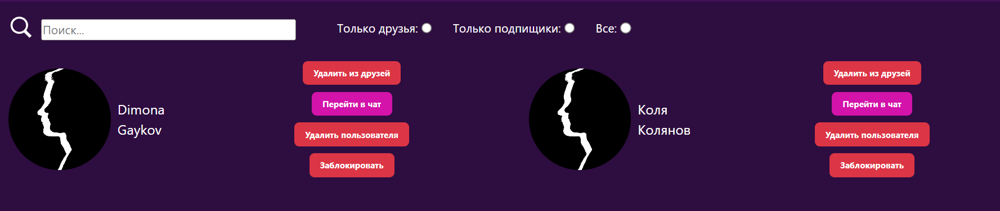 Поиск...
Только друзья:
Только подпищики:
Все:
Dimona
Gaykov
Удалить из друзей
Перейти в чат
Удалить пользователя
Заблокировать
Коля
Колянов
Удалить из друзей
Перейти в чат
Удалить пользователя
Заблокировать